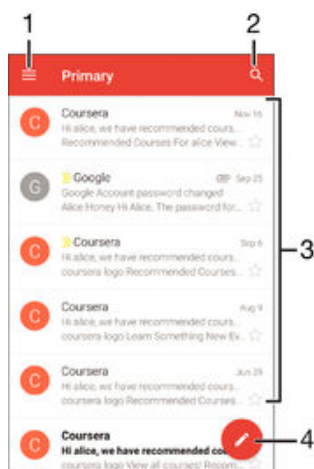 1
2
Primary
C
Coursera
Nov 16
Hi alice, we have recommended cours...
Recommended Courses For alice View...
G
Google
Sep 25
Google Account password changed
Alice Honey Hi Alice, The password for...
C
Coursera
Sep 6
Hi alice, we have recommended cours...
coursera logo Recommended Courses...
3
C
Coursera
Aug 9
Hi alice, we have recommended cours...
coursera logo Learn Something New Ev...
C
Coursera
Jun 29
Hi alice, we have recommended cours...
coursera logo Recommended Courses...
C
Coursera
Hi alice, we have recommended
coursera logo View all courses! Recom...
4